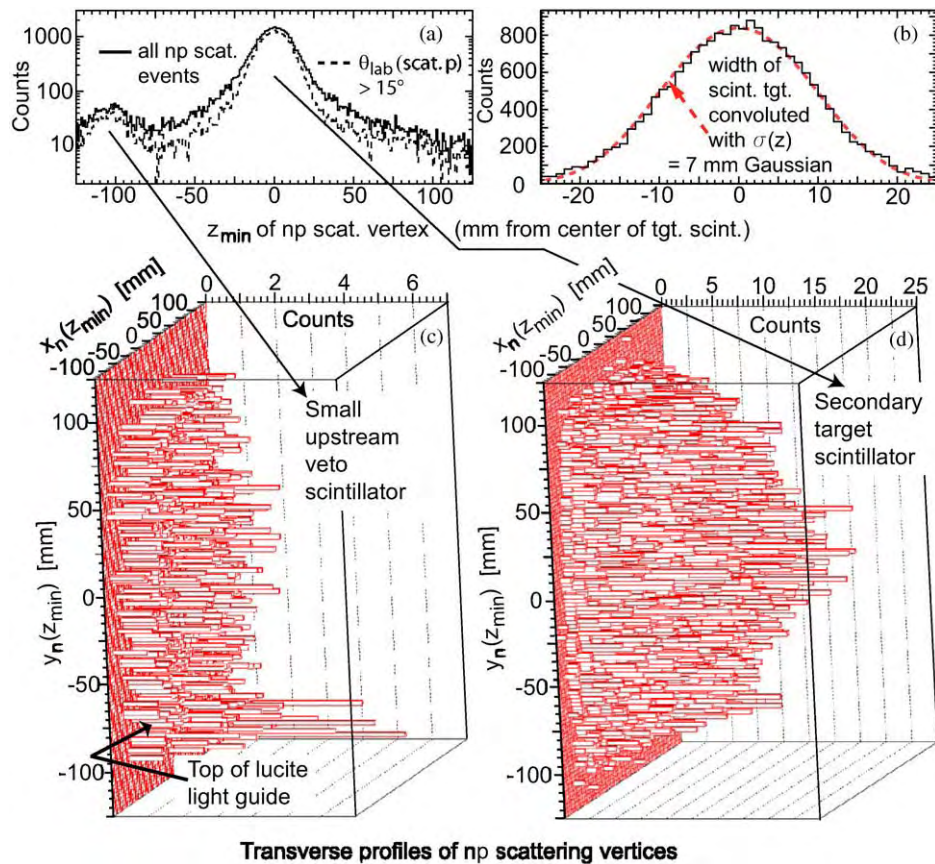 (a)
1000
100
10
Counts
all np scat.
events
θlab (scat. p)
> 15°
-100 -50 0 50 100
(b)
800
600
400
200
0
Counts
width of
scint. tgt.
convoluted
with σ(z)
= 7 mm Gaussian
-20 -10 0 10 20
zmin of np scat. vertex (mm from center of tgt. scint.)
xn(zmin) [mm]
-100 -50 0 50 100
0 2 4 6
Counts
(c)
Small
upstream
veto
scintillator
100
50
0
-50
-100
yn(zmin) [mm]
Top of lucite
light guide
xn(zmin) [mm]
-100 -50 0 50 100
0 5 10 15 20 25
Counts
(d)
Secondary
target
scintillator
100
50
0
-50
-100
yn(zmin) [mm]
Transverse profiles of np scattering vertices